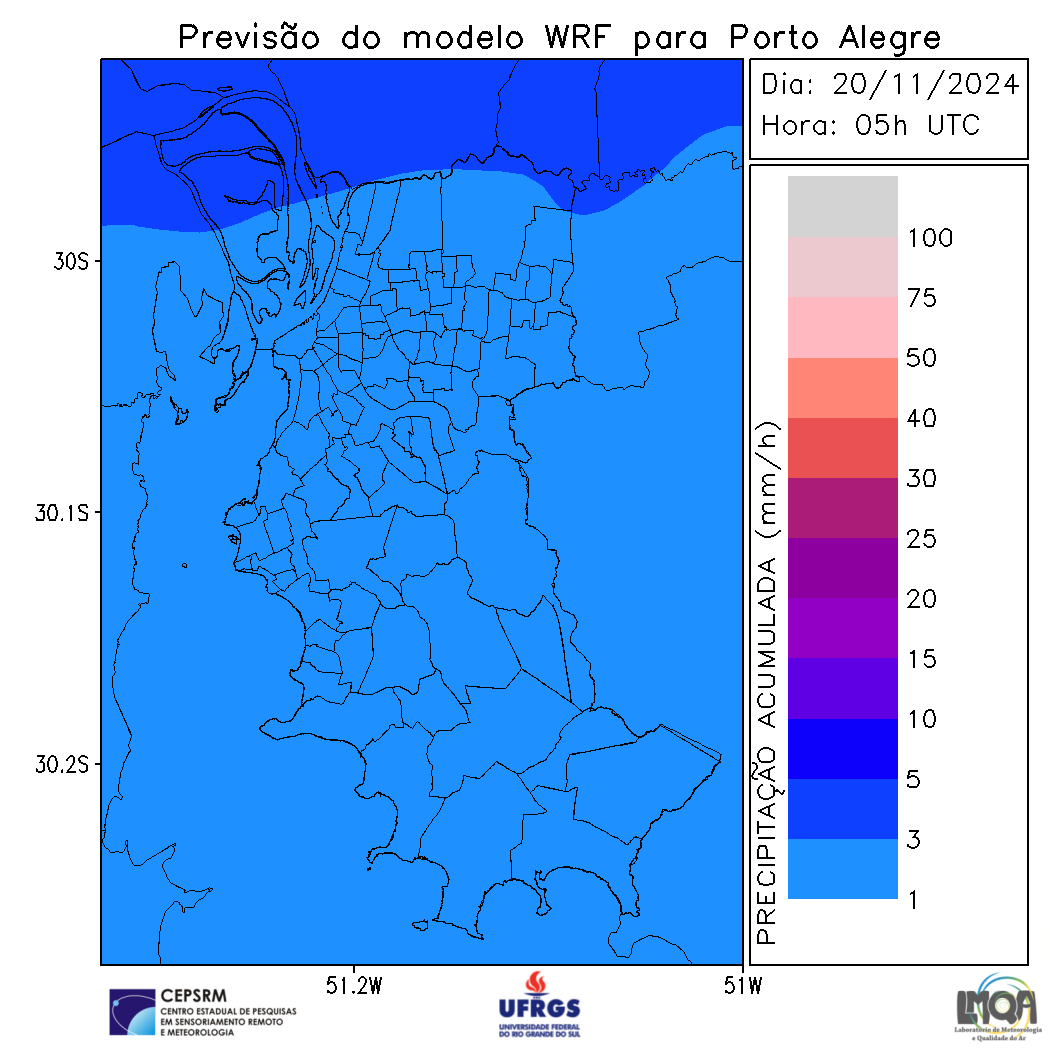 Previsão do modelo WRF para Porto Alegre
Dia: 20/11/2024
Hora: 05h UTC
30S
30.1S
30.2S
51.2W
51W
PRECIPITAÇÃO ACUMULADA (mm/h)
100
75
50
40
30
25
20
15
10
5
3
1
CEPSRM
CENTRO ESTADUAL DE PESQUISAS
EM SENSORIAMENTO REMOTO
E METEOROLOGIA
UFRGS
UNIVERSIDADE FEDERAL
DO RIO GRANDE DO SUL
LMQA
Laboratório de Meteorologia
e Qualidade do Ar